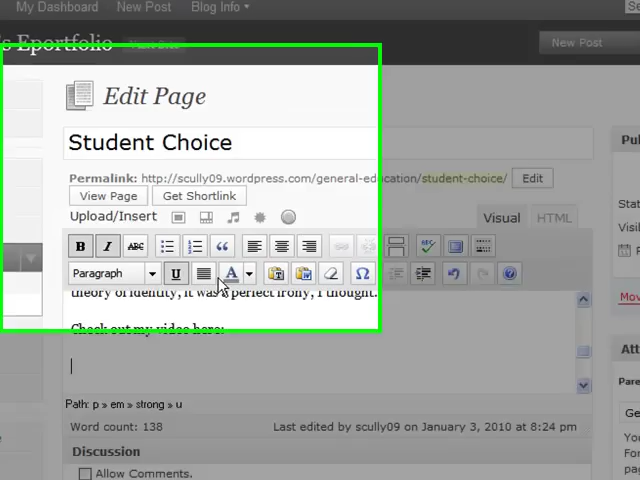 My Dashboard New Post Blog Info
's Eportfolio New Post
Edit Page
Student Choice
Permalink: http://scully09.wordpress.com/general-education/student-choice/ Edit
View Page Get Shortlink
Upload/Insert Visual HTML
B I ABC
Paragraph U A
theory of identity, it was a perfect irony, I thought.
Check out my video here:
Path: p » em » strong » u
Word count: 138 Last edited by scully09 on January 3, 2010 at 8:24 pm
Discussion
Allow Comments.